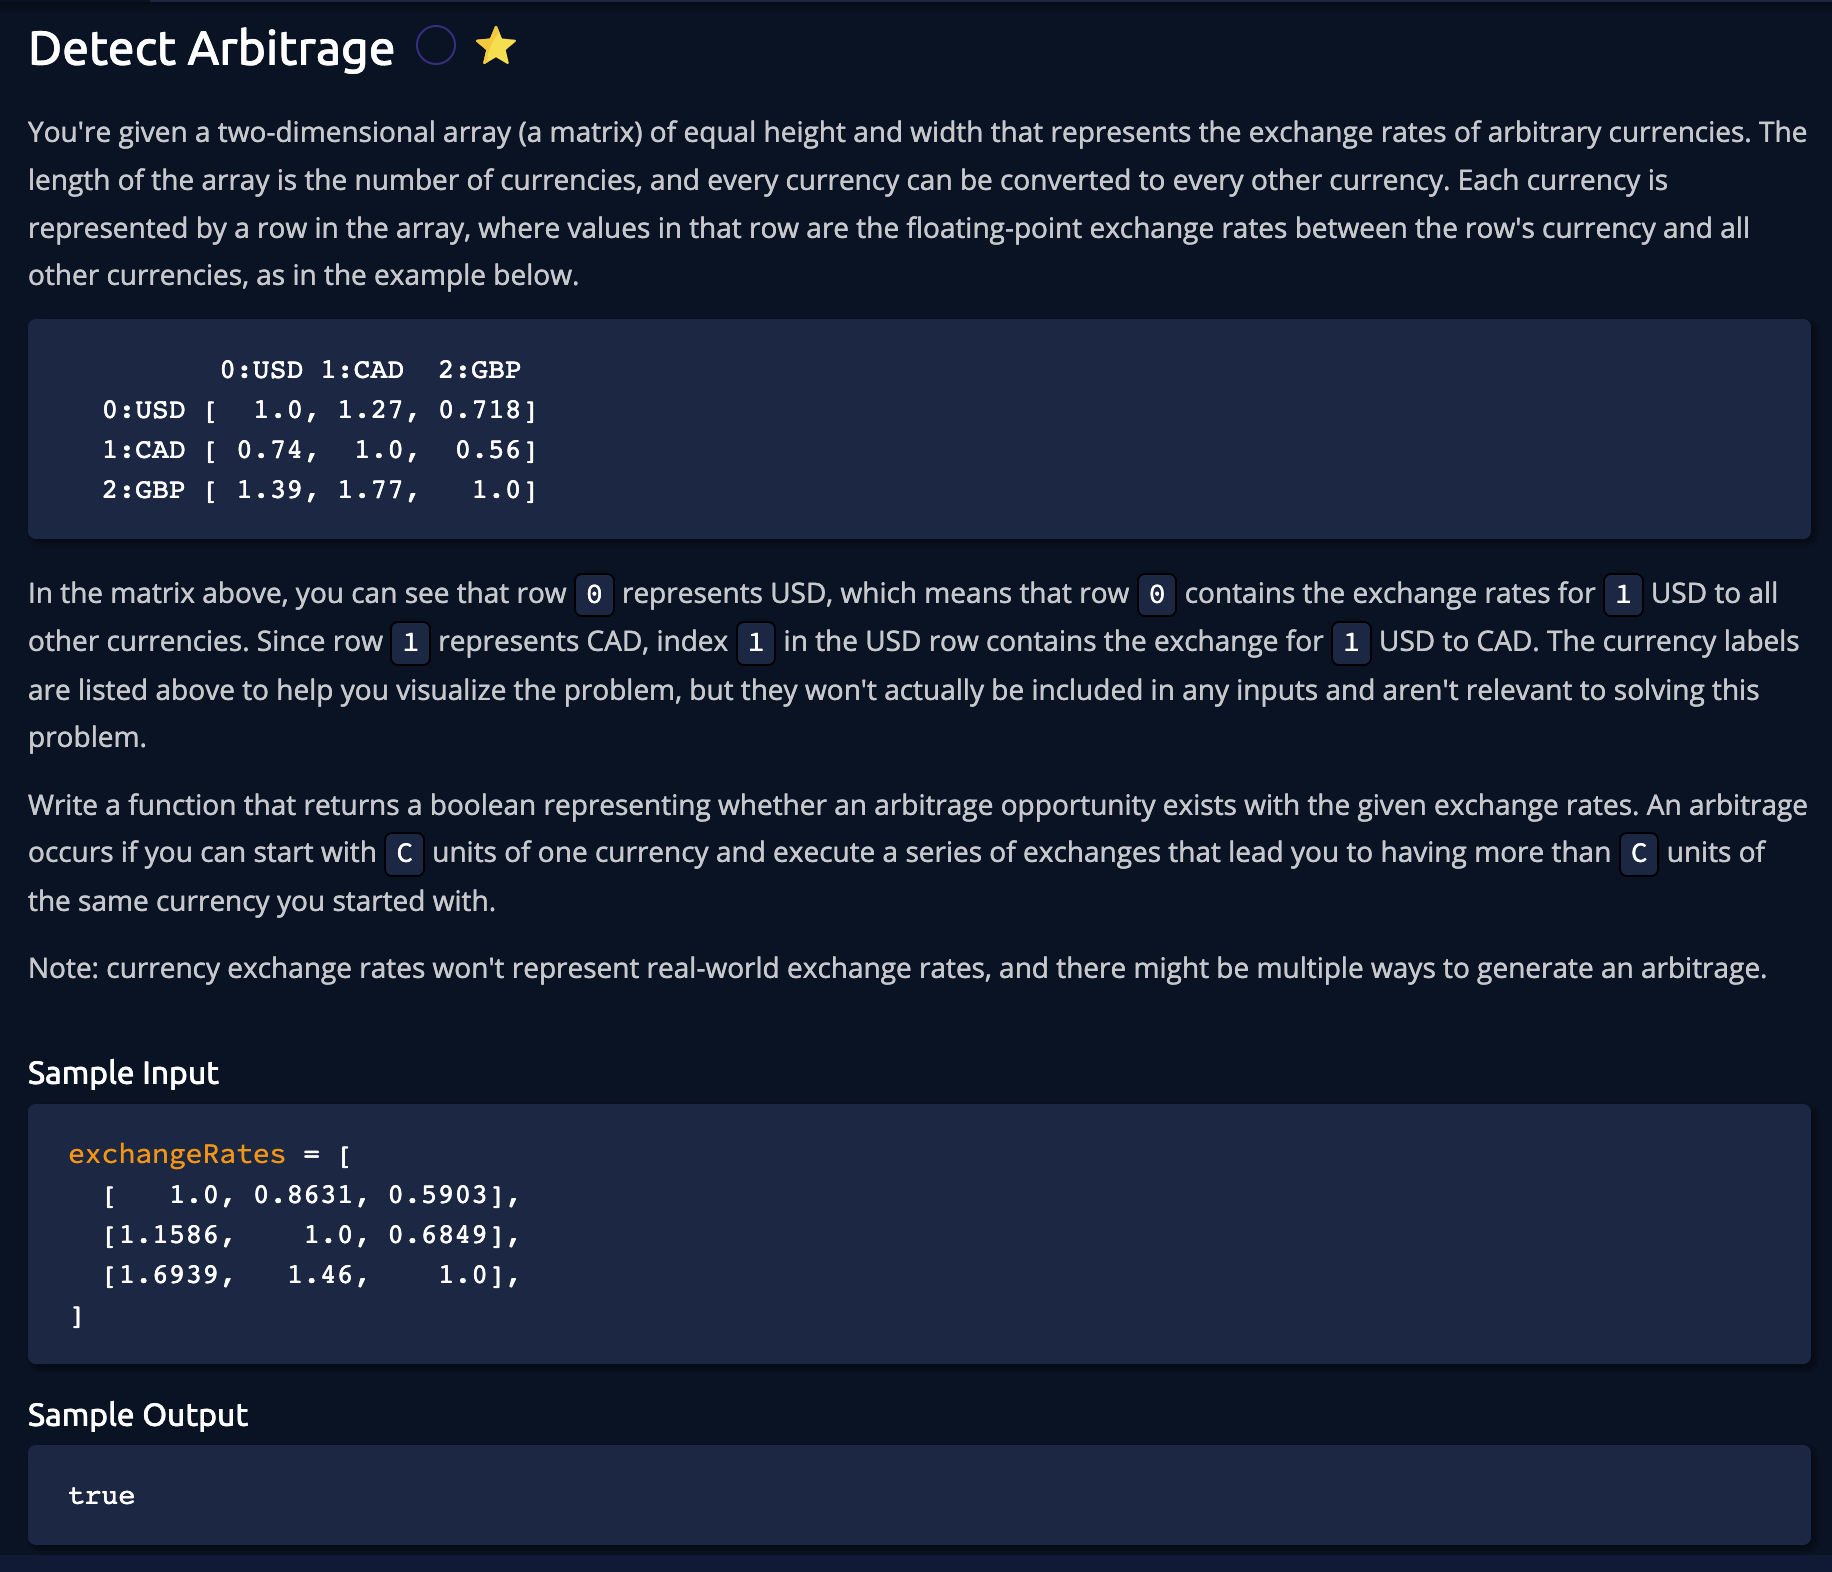 Detect Arbitrage
You're given a two-dimensional array (a matrix) of equal height and width that represents the exchange rates of arbitrary currencies. The
length of the array is the number of currencies, and every currency can be converted to every other currency. Each currency is
represented by a row in the array, where values in that row are the floating-point exchange rates between the row's currency and all
other currencies, as in the example below.
0:USD 1:CAD  2:GBP
0:USD [  1.0, 1.27, 0.718]
1:CAD [ 0.74,  1.0,  0.56]
2:GBP [ 1.39, 1.77,   1.0]
In the matrix above, you can see that row 0 represents USD, which means that row 0 contains the exchange rates for 1 USD to all
other currencies. Since row 1 represents CAD, index 1 in the USD row contains the exchange for 1 USD to CAD. The currency labels
are listed above to help you visualize the problem, but they won't actually be included in any inputs and aren't relevant to solving this
problem.
Write a function that returns a boolean representing whether an arbitrage opportunity exists with the given exchange rates. An arbitrage
occurs if you can start with C units of one currency and execute a series of exchanges that lead you to having more than C units of
the same currency you started with.
Note: currency exchange rates won't represent real-world exchange rates, and there might be multiple ways to generate an arbitrage.
Sample Input
exchangeRates = [
[   1.0, 0.8631, 0.5903],
[1.1586,    1.0, 0.6849],
[1.6939,   1.46,    1.0],
]
Sample Output
true